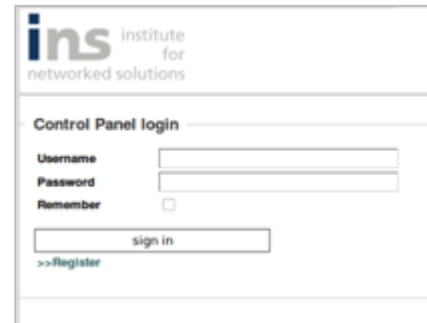 ins institute
for
networked solutions
Control Panel login
Username
Password
Remember
sign in
>>Register